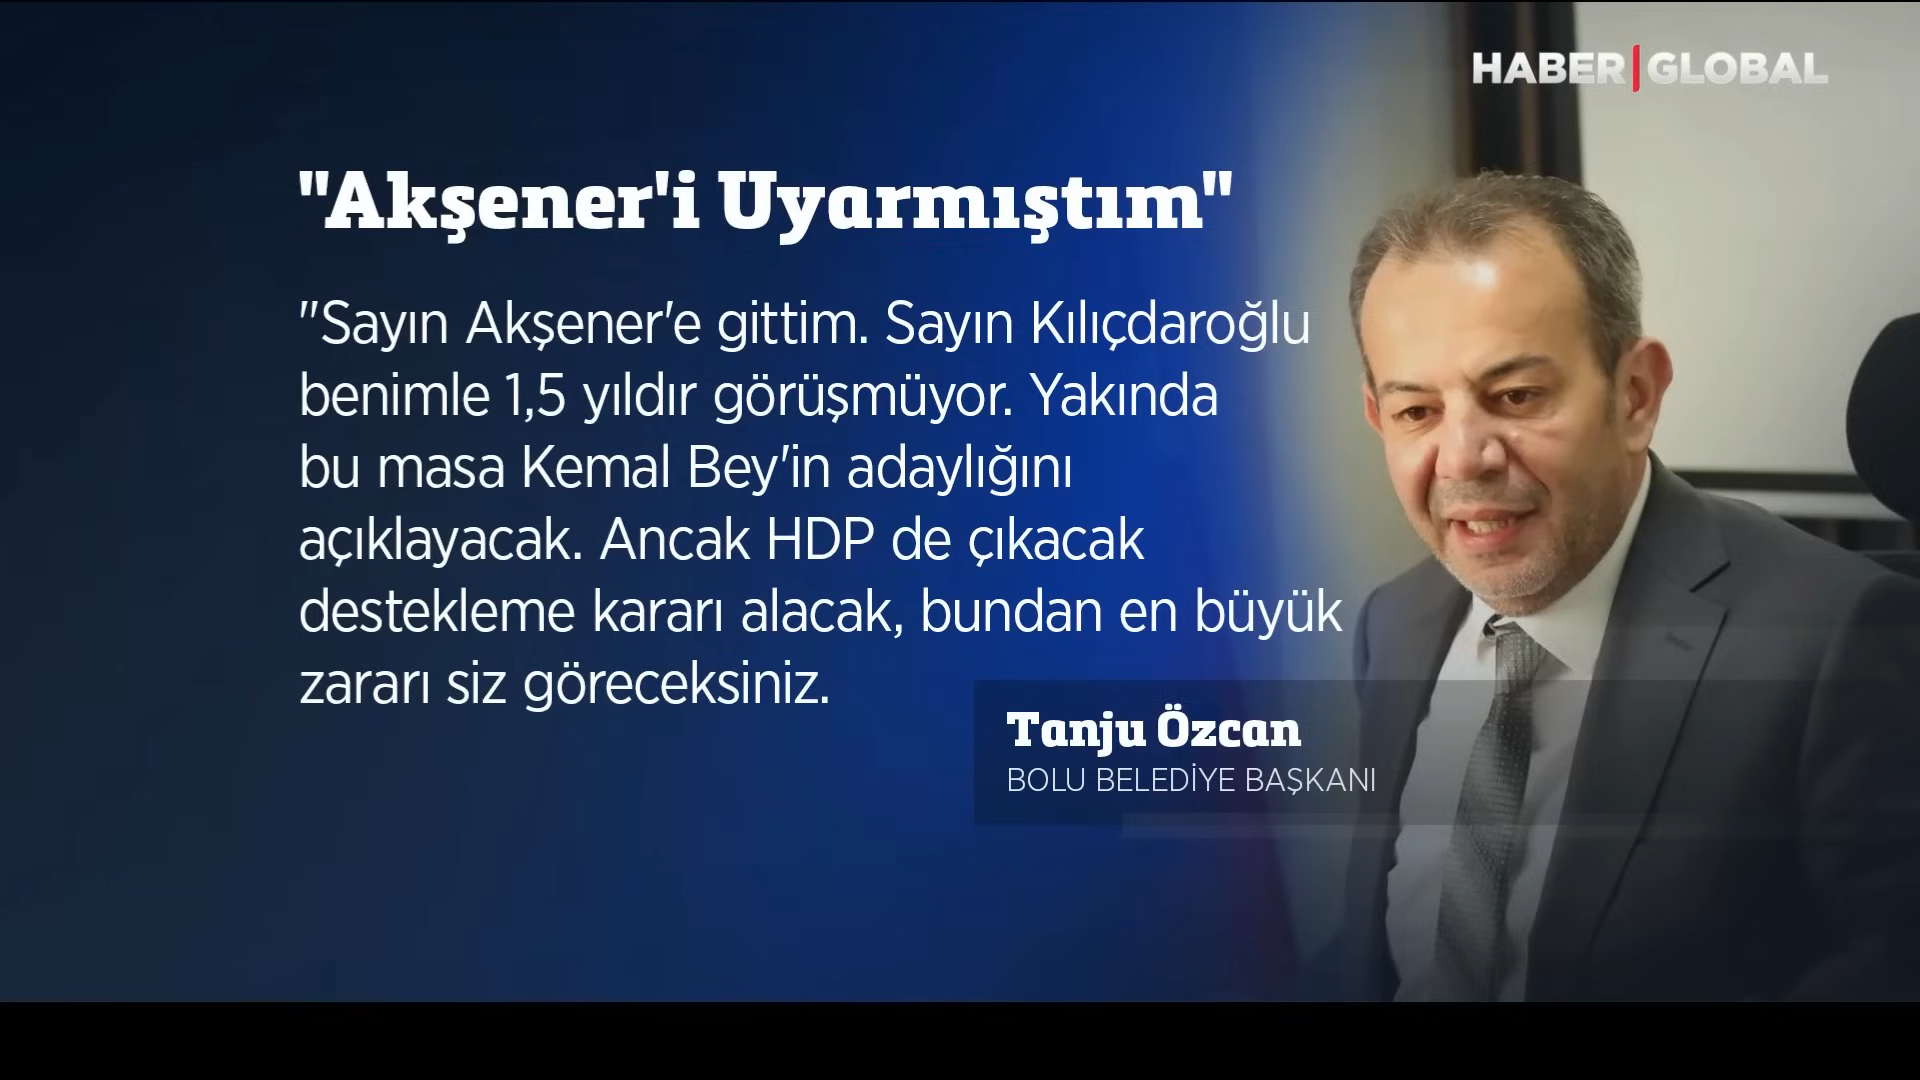 HABER|GLOBAL
"Akşener'i Uyarmıştım"
"Sayın Akşener'e gittim. Sayın Kılıçdaroğlu
benimle 1,5 yıldır görüşmüyor. Yakında
bu masa Kemal Bey'in adaylığını
açıklayacak. Ancak HDP de çıkacak
destekleme kararı alacak, bundan en büyük
zararı siz göreceksiniz.
Tanju Özcan
BOLU BELEDİYE BAŞKANI